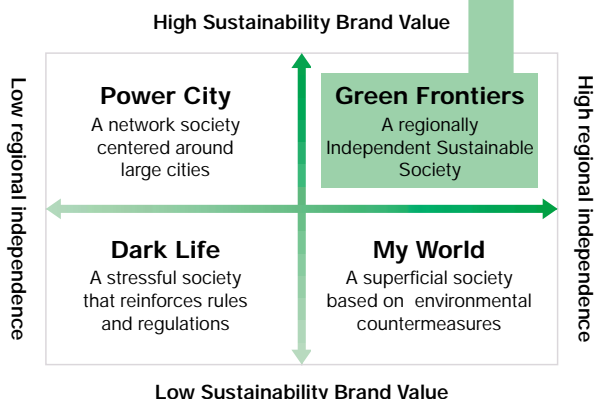 High Sustainability Brand Value
Low regional independence
High regional independence
Power City
A network society
centered around
large cities
Green Frontiers
A regionally
Independent Sustainable
Society
Dark Life
A stressful society
that reinforces rules
and regulations
My World
A superficial society
based on environmental
countermeasures
Low Sustainability Brand Value